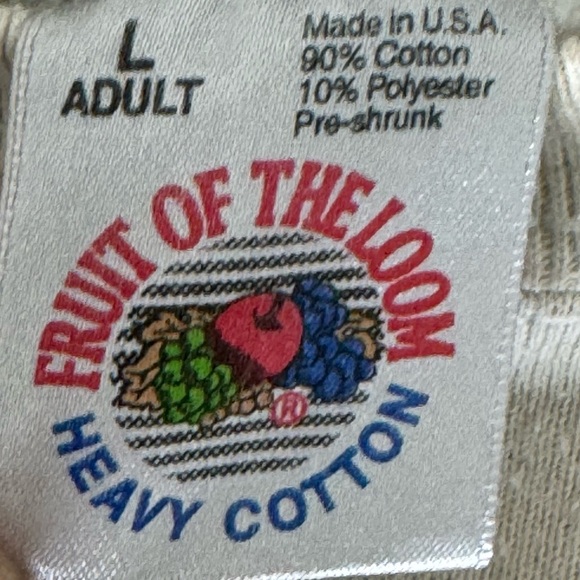 L
ADULT
Made in U.S.A.
90% Cotton
10% Polyester
Pre-shrunk
FRUIT OF THE LOOM
®
HEAVY COTTON